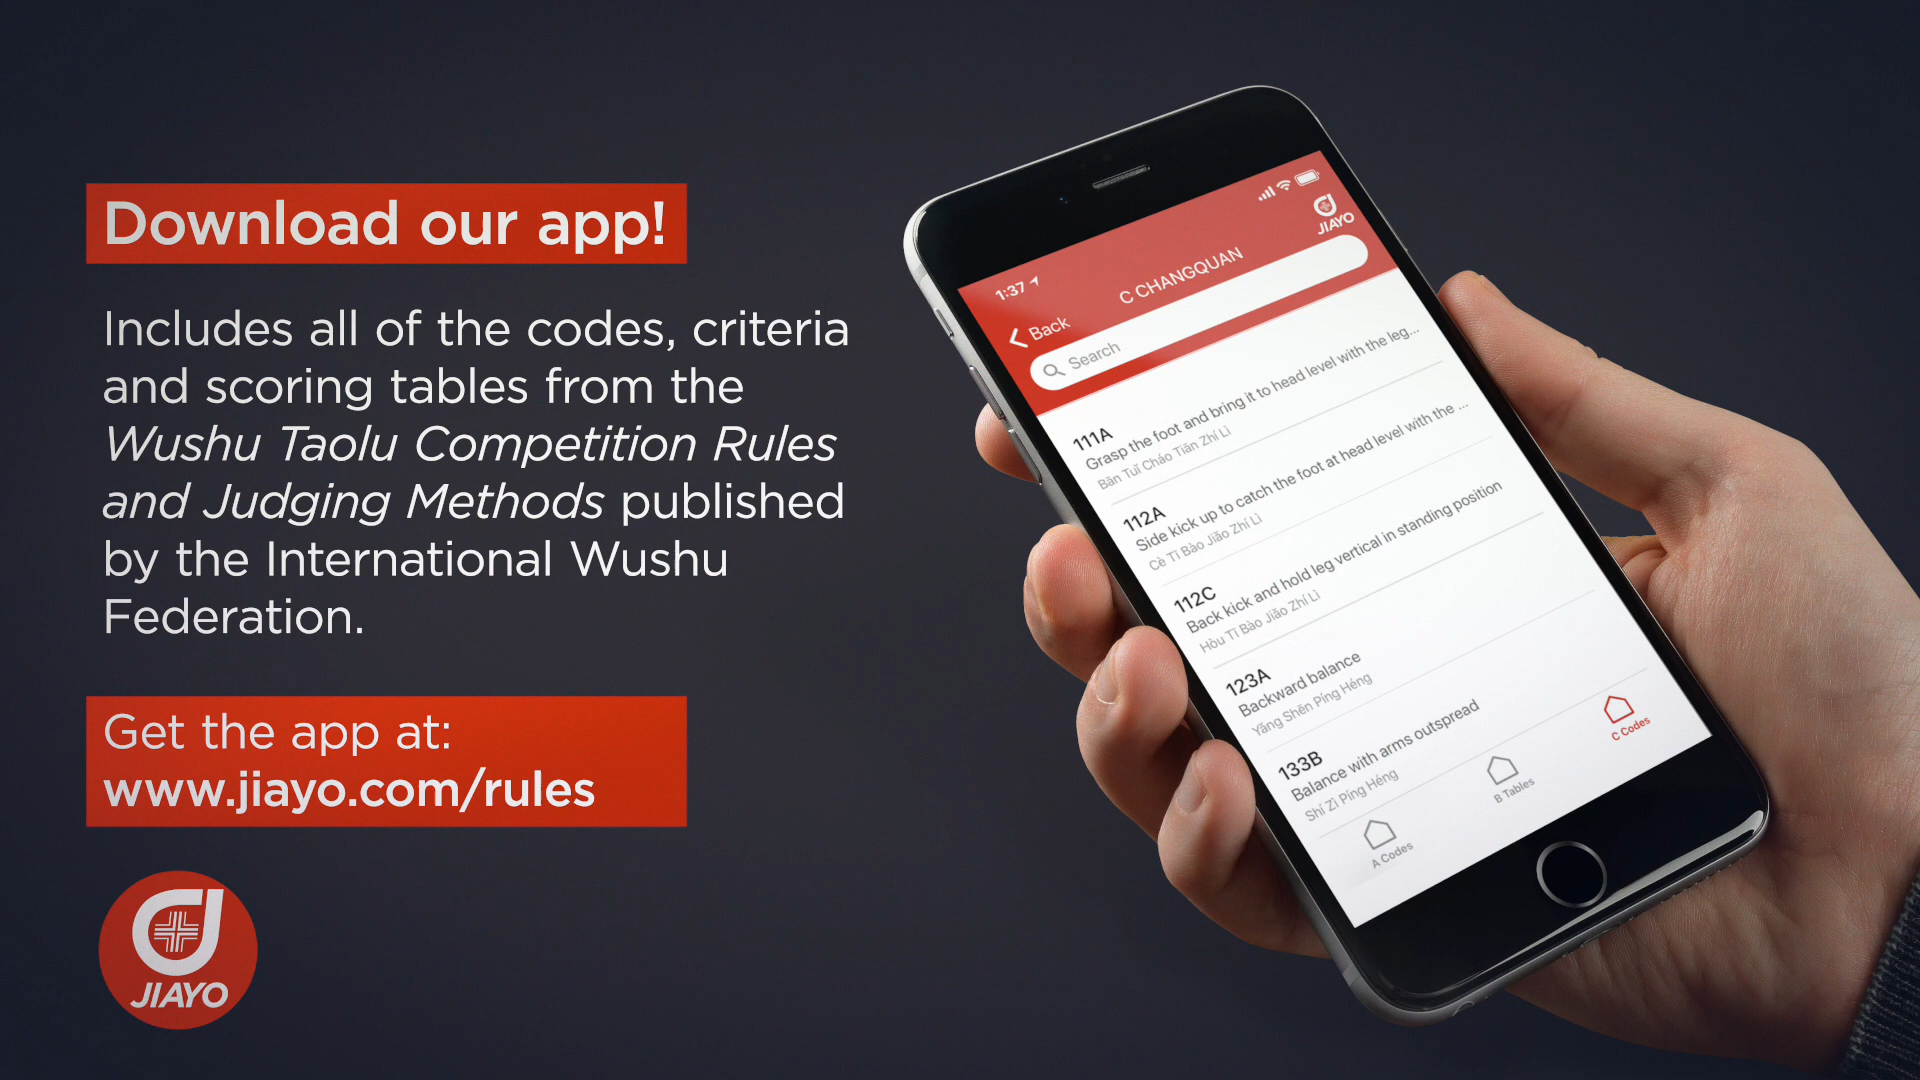 Download our app!
Includes all of the codes, criteria
and scoring tables from the
Wushu Taolu Competition Rules
and Judging Methods published
by the International Wushu
Federation.
Get the app at:
www.jiayo.com/rules
JIAYO
1:37
JIAYO
Back
C CHANGQUAN
Search
111A
Grasp the foot and bring it to head level with the leg...
Bān Tuǐ Cháo Tiān Zhí Lì
112A
Side kick up to catch the foot at head level with the ...
Cè Tī Bào Jiǎo Zhí Lì
112C
Back kick and hold leg vertical in standing position
Hòu Tī Bào Jiǎo Zhí Lì
123A
Backward balance
Yǎng Shēn Píng Héng
133B
Balance with arms outspread
Shí Zì Píng Héng
A Codes
B Tables
C Codes